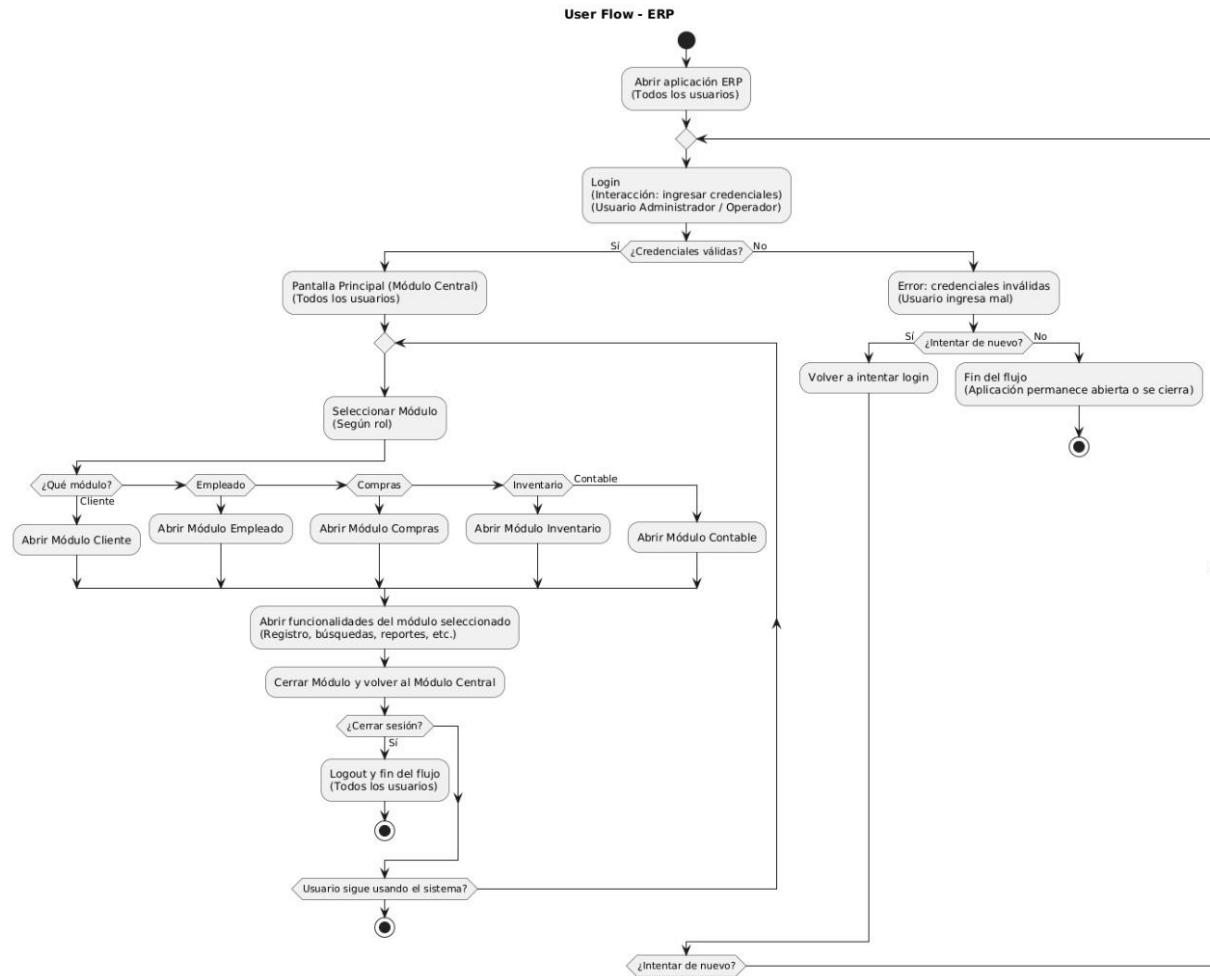 User Flow - ERP
Abrir aplicación ERP
(Todos los usuarios)
Login
(Interacción: ingresar credenciales)
(Usuario Administrador / Operador)
Sí
¿Credenciales válidas?
No
Pantalla Principal (Módulo Central)
(Todos los usuarios)
Error: credenciales inválidas
(Usuario ingresa mal)
Sí
¿Intentar de nuevo?
No
Volver a intentar login
Fin del flujo
(Aplicación permanece abierta o se cierra)
Seleccionar Módulo
(Según rol)
¿Qué módulo?
Cliente
Empleado
Compras
Inventario
Contable
Abrir Módulo Cliente
Abrir Módulo Empleado
Abrir Módulo Compras
Abrir Módulo Inventario
Abrir Módulo Contable
Abrir funcionalidades del módulo seleccionado
(Registro, búsquedas, reportes, etc.)
Cerrar Módulo y volver al Módulo Central
¿Cerrar sesión?
Sí
Logout y fin del flujo
(Todos los usuarios)
Usuario sigue usando el sistema?
¿Intentar de nuevo?